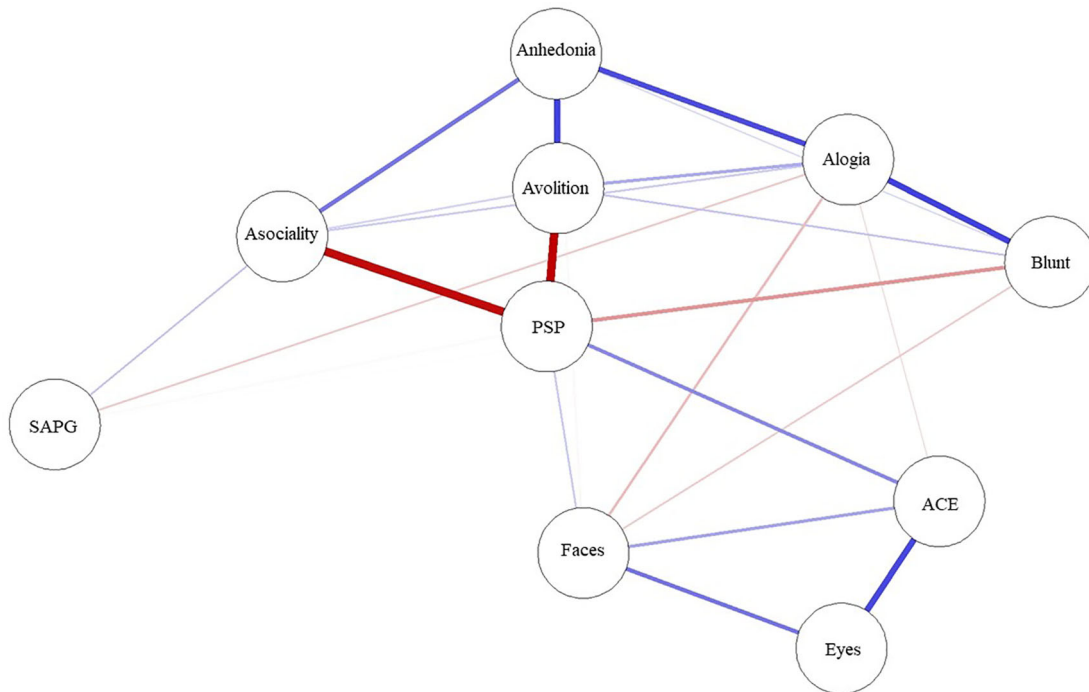 Anhedonia
Alogia
Avolition
Asociality
Blunt
PSP
SAPG
ACE
Faces
Eyes